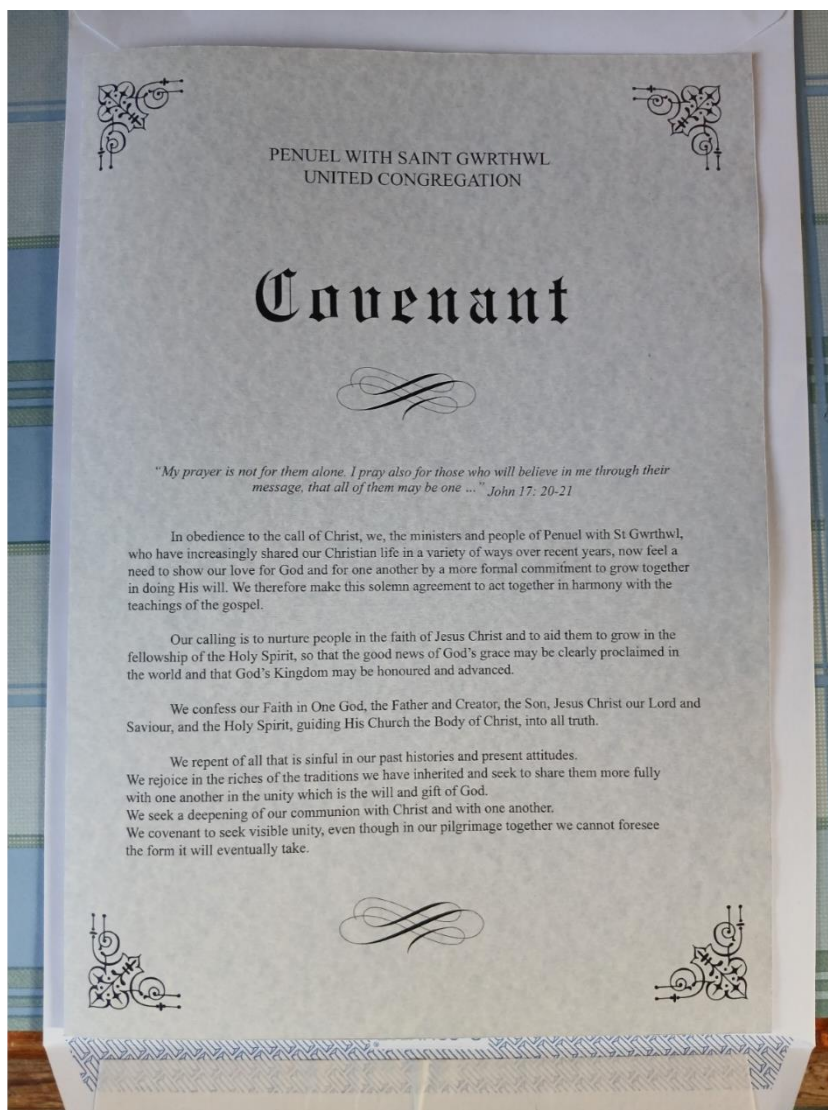 PENUEL WITH SAINT GWRTHWL
UNITED CONGREGATION
Covenant
"My prayer is not for them alone. I pray also for those who will believe in me through their
message, that all of them may be one ..." John 17: 20-21
In obedience to the call of Christ, we, the ministers and people of Penuel with St Gwrthwl,
who have increasingly shared our Christian life in a variety of ways over recent years, now feel a
need to show our love for God and for one another by a more formal commitment to grow together
in doing His will. We therefore make this solemn agreement to act together in harmony with the
teachings of the gospel.
Our calling is to nurture people in the faith of Jesus Christ and to aid them to grow in the
fellowship of the Holy Spirit, so that the good news of God's grace may be clearly proclaimed in
the world and that God's Kingdom may be honoured and advanced.
We confess our Faith in One God, the Father and Creator, the Son, Jesus Christ our Lord and
Saviour, and the Holy Spirit, guiding His Church the Body of Christ, into all truth.
We repent of all that is sinful in our past histories and present attitudes.
We rejoice in the riches of the traditions we have inherited and seek to share them more fully
with one another in the unity which is the will and gift of God.
We seek a deepening of our communion with Christ and with one another.
We covenant to seek visible unity, even though in our pilgrimage together we cannot foresee
the form it will eventually take.